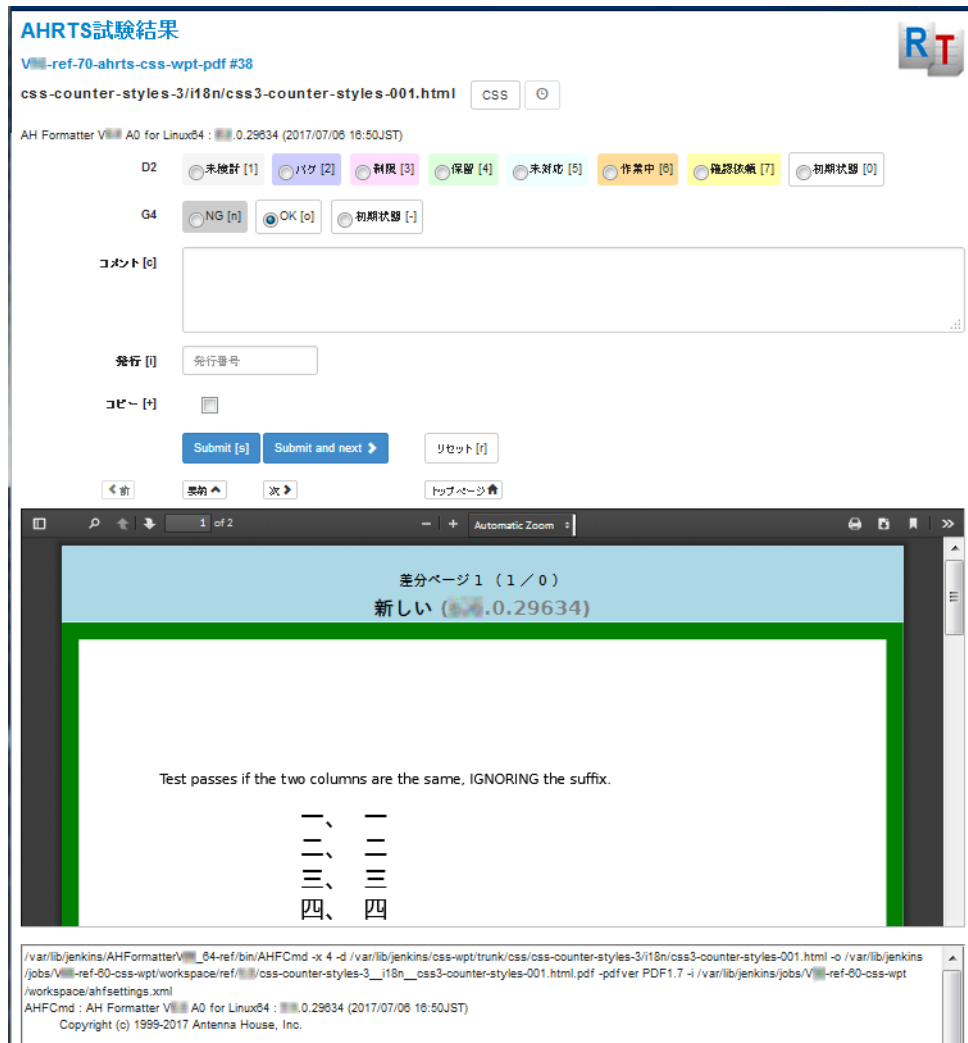 AHRTS試験結果
RT
-ref-70-ahrts-css-wpt-pdf #38
css-counter-styles-3/i18n/css3-counter-styles-001.html CSS
AH Formatter V A0 for Linux64 : .0.29634 (2017/07/06 16:50JST)
D2 未検討 [1] バグ [2] 制限 [3] 保留 [4] 未対応 [5] 作業中 [6] 確認依頼 [7] 初期状態 [0]
G4 NG [n] OK [o] 初期状態 [-]
コメント [c]
発行 [i] 発行番号
コピー [+]
Submit [s] Submit and next リセット [r]
前 要約 次 トップページ
1 of 2 − + Automatic Zoom
差分ページ 1 (1/0)
新しい ( .0.29634)
Test passes if the two columns are the same, IGNORING the suffix.
一、 一
二、 二
三、 三
四、 四
/var/lib/jenkins/AHFormatterV _64-ref/bin/AHFCmd -x 4 -d /var/lib/jenkins/css-wpt/trunk/css/css-counter-styles-3/i18n/css3-counter-styles-001.html -o /var/lib/jenkins
/jobs/V -ref-60-css-wpt/workspace/ref/ /css-counter-styles-3__i18n__css3-counter-styles-001.html.pdf -pdfver PDF1.7 -i /var/lib/jenkins/jobs/V -ref-60-css-wpt
/workspace/ahfsettings.xml
AHFCmd : AH Formatter V A0 for Linux64 : .0.29634 (2017/07/06 16:50JST)
Copyright (c) 1999-2017 Antenna House, Inc.